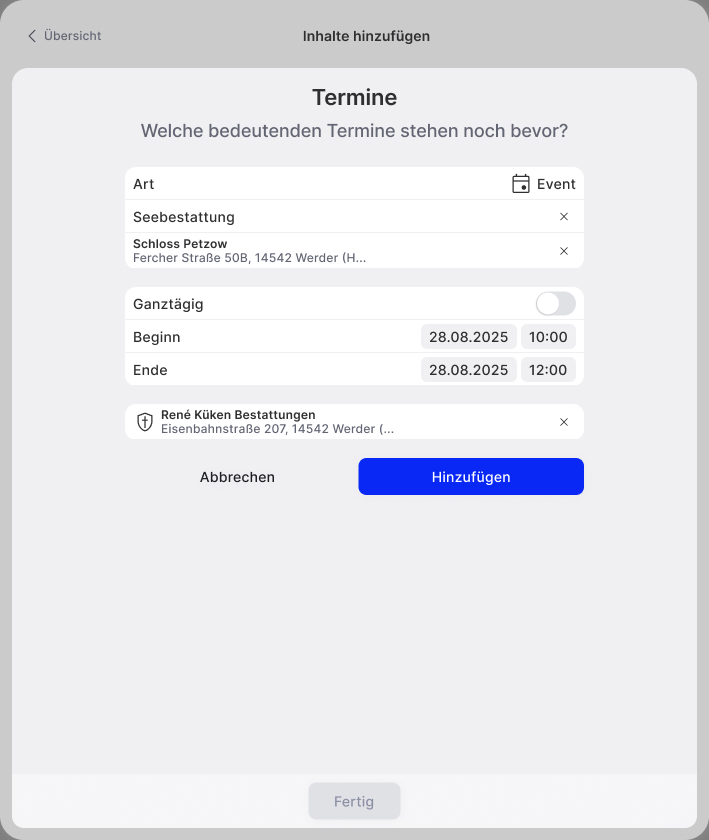 Übersicht
Inhalte hinzufügen
Termine
Welche bedeutenden Termine stehen noch bevor?
Art
Event
Seebestattung
Schloss Petzow
Fercher Straße 50B, 14542 Werder (H...
Ganztägig
Beginn
28.08.2025 10:00
Ende
28.08.2025 12:00
René Küken Bestattungen
Eisenbahnstraße 207, 14542 Werder (...
Abbrechen
Hinzufügen
Fertig